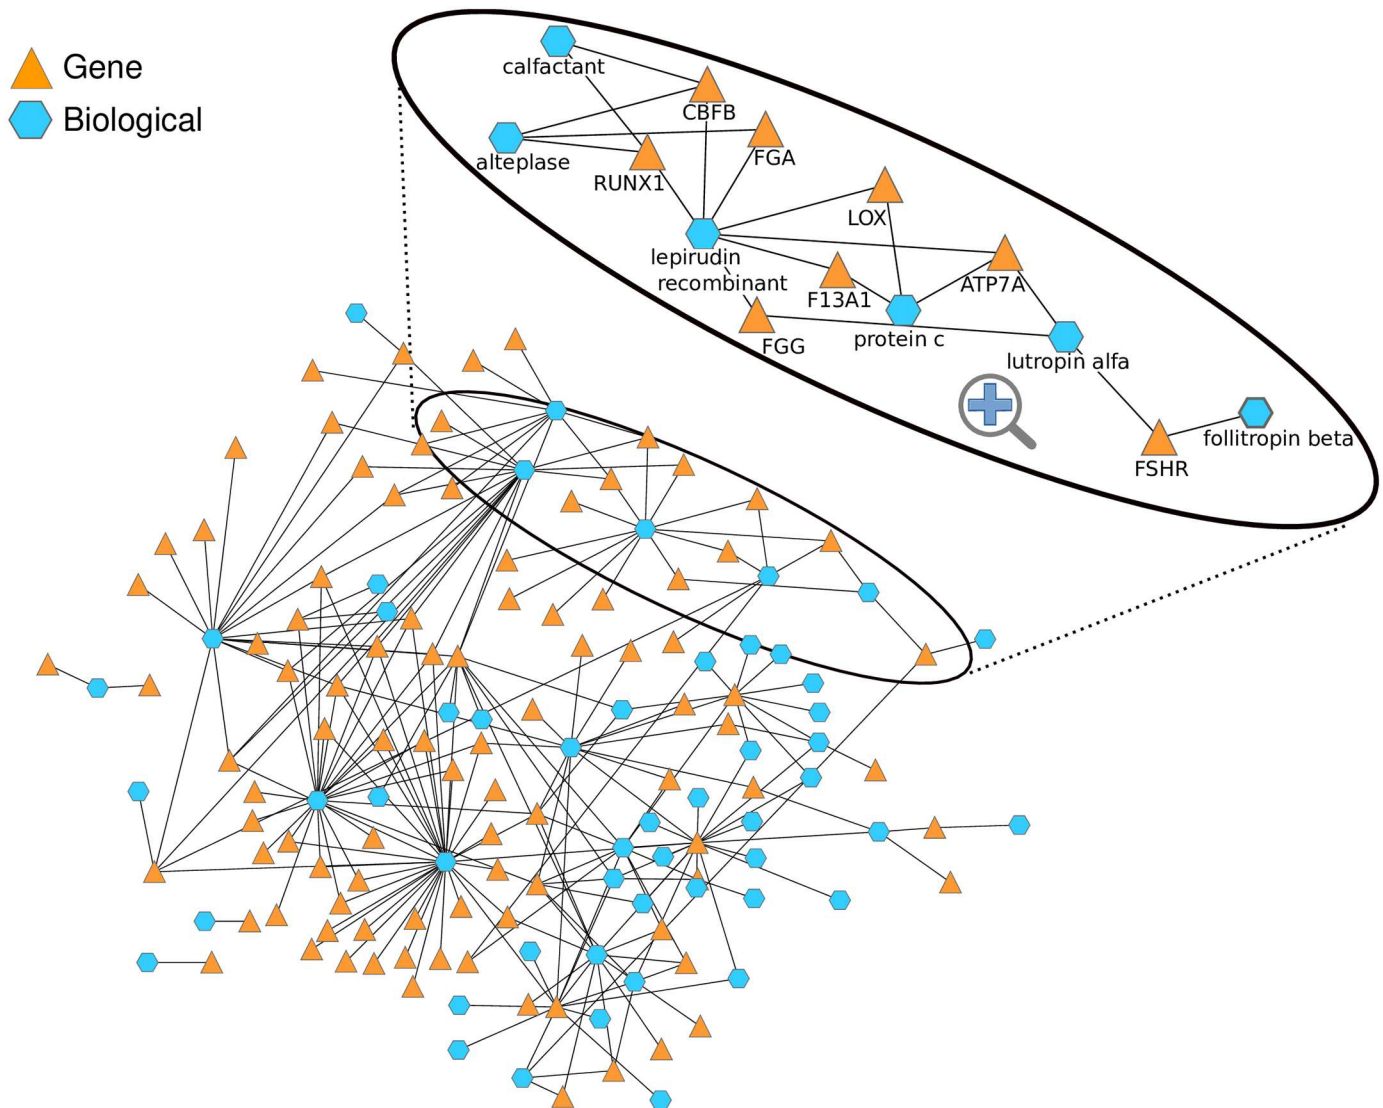 Gene
Biological
calfactant
CBFB
FGA
alteplase
RUNX1
LOX
lepirudin
recombinant
F13A1
ATP7A
FGG
protein c
lutropin alfa
follitropin beta
FSHR